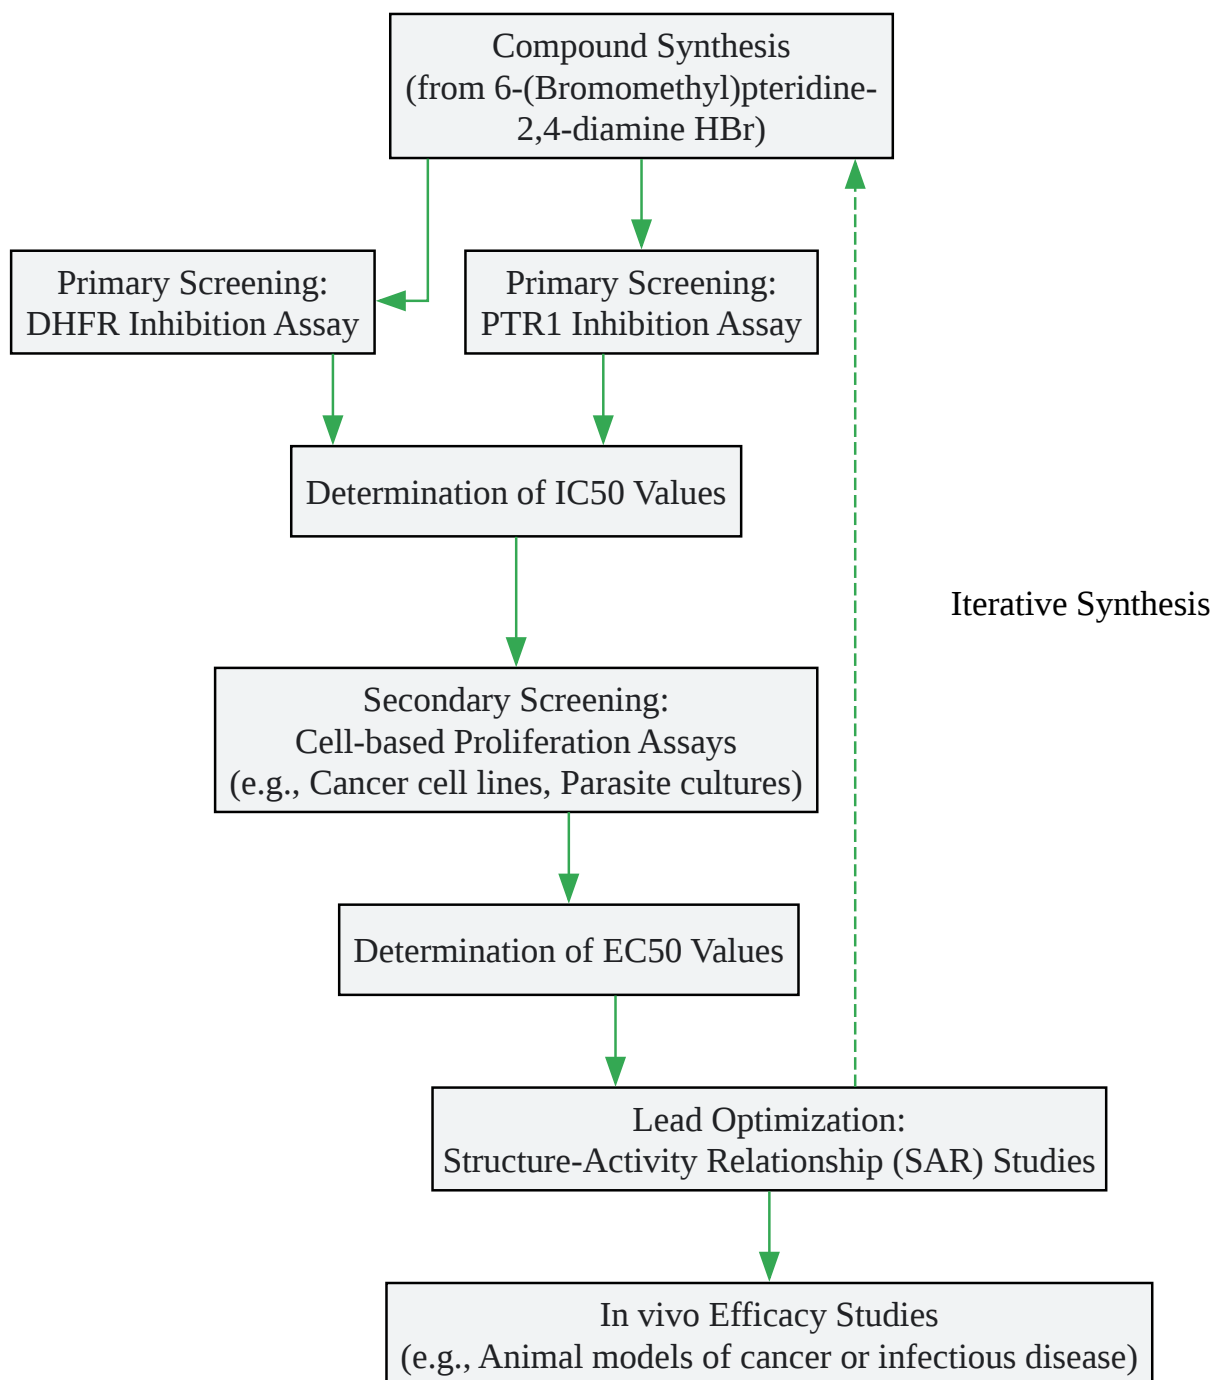 Compound Synthesis
(from 6-(Bromomethyl)pteridine-
2,4-diamine HBr)
Primary Screening:
DHFR Inhibition Assay
Primary Screening:
PTR1 Inhibition Assay
Determination of IC50 Values
Iterative Synthesis
Secondary Screening:
Cell-based Proliferation Assays
(e.g., Cancer cell lines, Parasite cultures)
Determination of EC50 Values
Lead Optimization:
Structure-Activity Relationship (SAR) Studies
In vivo Efficacy Studies
(e.g., Animal models of cancer or infectious disease)